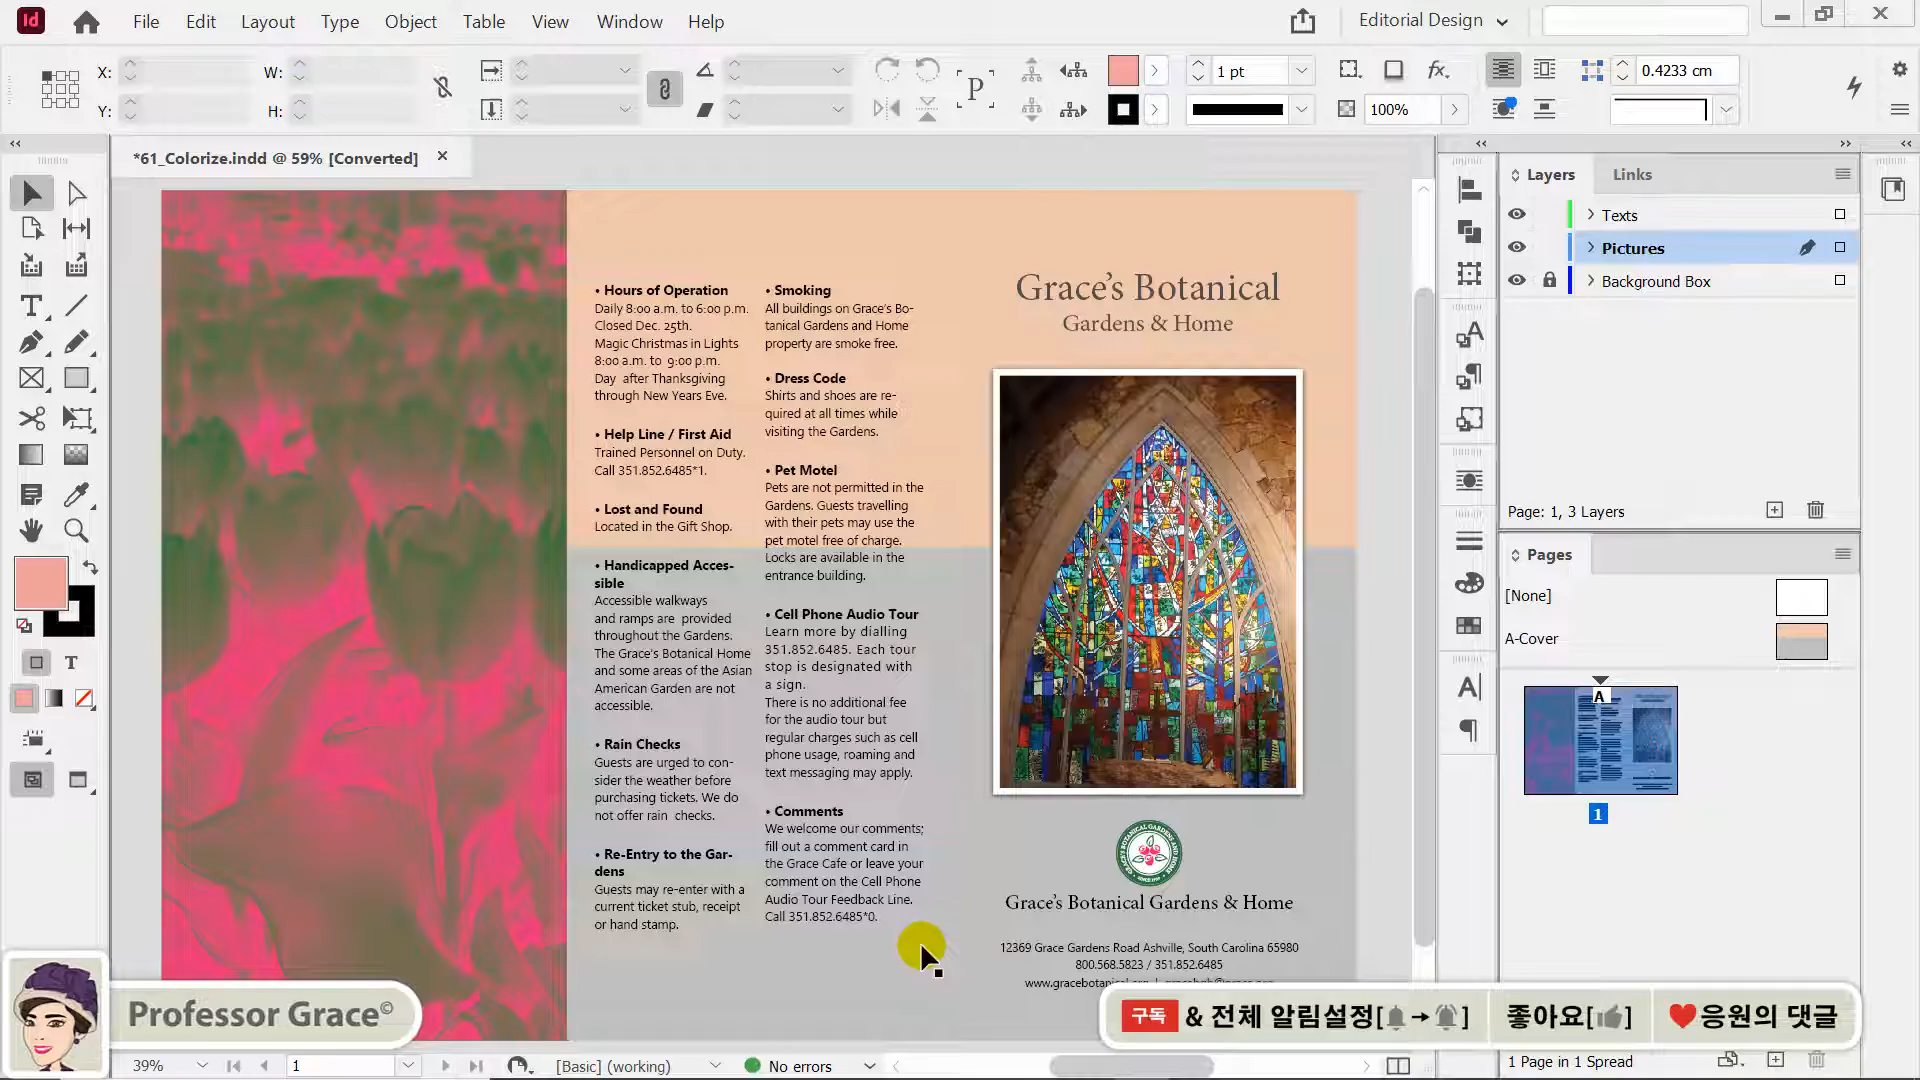 Id
File Edit Layout Type Object Table View Window Help
Editorial Design
X: W:
Y: H:
1 pt
0.4233 cm
100%
P
fx
*61_Colorize.indd @ 59% [Converted]
• Hours of Operation
Daily 8:00 a.m. to 6:00 p.m.
Closed Dec. 25th.
Magic Christmas in Lights
8:00 a.m. to 9:00 p.m.
Day after Thanksgiving
through New Years Eve.
• Help Line / First Aid
Trained Personnel on Duty.
Call 351.852.6485*1.
• Lost and Found
Located in the Gift Shop.
• Handicapped Acces-
sible
Accessible walkways
and ramps are provided
throughout the Gardens.
The Grace's Botanical Home
and some areas of the Asian
American Garden are not
accessible.
• Rain Checks
Guests are urged to con-
sider the weather before
purchasing tickets. We do
not offer rain checks.
• Re-Entry to the Gar-
dens
Guests may re-enter with a
current ticket stub, receipt
or hand stamp.
• Smoking
All buildings on Grace's Bo-
tanical Gardens and Home
property are smoke free.
• Dress Code
Shirts and shoes are re-
quired at all times while
visiting the Gardens.
• Pet Motel
Pets are not permitted in the
Gardens. Guests travelling
with their pets may use the
pet motel free of charge.
Locks are available in the
entrance building.
• Cell Phone Audio Tour
Learn more by dialling
351.852.6485. Each tour
stop is designated with
a sign.
There is no additional fee
for the audio tour but
regular charges such as cell
phone usage, roaming and
text messaging may apply.
• Comments
We welcome our comments;
fill out a comment card in
the Grace Cafe or leave your
comment on the Cell Phone
Audio Tour Feedback Line.
Call 351.852.6485*0.
Grace's Botanical
Gardens & Home
Grace's Botanical Gardens & Home
12369 Grace Gardens Road Ashville, South Carolina 65980
800.568.5823 / 351.852.6485
Layers Links
Texts
Pictures
Background Box
Page: 1, 3 Layers
Pages
[None]
A-Cover
A
1
1 Page in 1 Spread
Professor Grace©
구독 & 전체 알림설정[→] 좋아요[] 응원의 댓글
39% 1 [Basic] (working) No errors